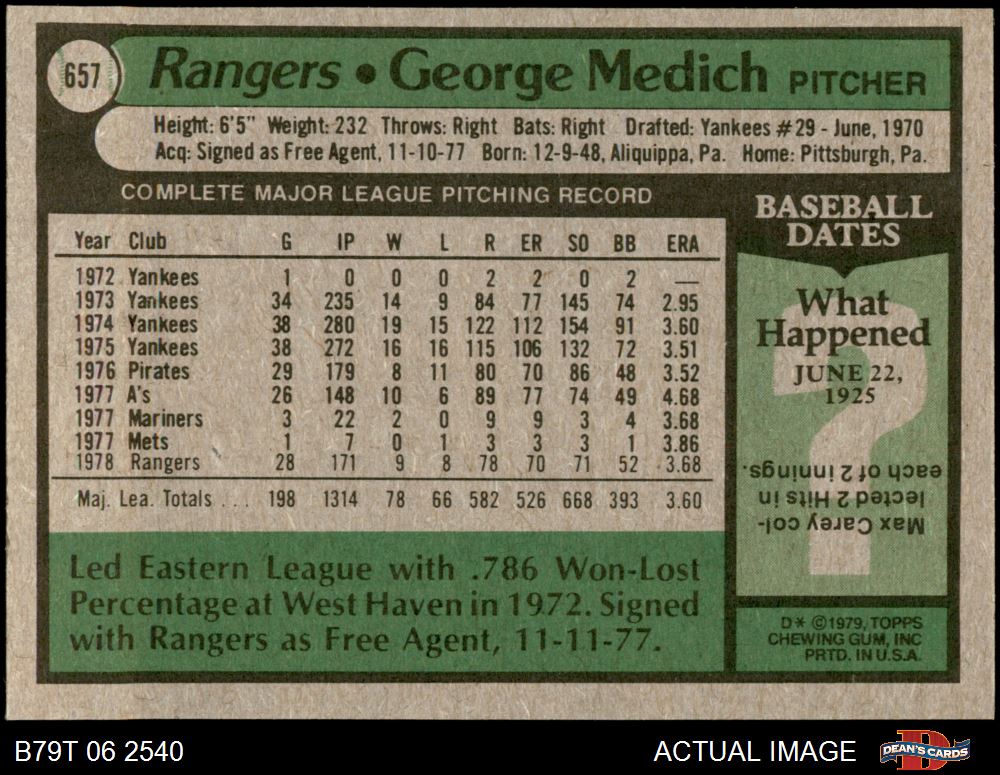 657 Rangers • George Medich PITCHER
Height: 6'5" Weight: 232 Throws: Right Bats: Right Drafted: Yankees #29 - June, 1970
Acq: Signed as Free Agent, 11-10-77 Born: 12-9-48, Aliquippa, Pa. Home: Pittsburgh, Pa.
COMPLETE MAJOR LEAGUE PITCHING RECORD
Year Club G IP W L R ER SO BB ERA
1972 Yankees 1 0 0 0 2 2 0 2 —
1973 Yankees 34 235 14 9 84 77 145 74 2.95
1974 Yankees 38 280 19 15 122 112 154 91 3.60
1975 Yankees 38 272 16 16 115 106 132 72 3.51
1976 Pirates 29 179 8 11 80 70 86 48 3.52
1977 A's 26 148 10 6 89 77 74 49 4.68
1977 Mariners 3 22 2 0 9 9 3 4 3.68
1977 Mets 1 7 0 1 3 3 3 1 3.86
1978 Rangers 28 171 9 8 78 70 71 52 3.68
Maj. Lea. Totals . . . 198 1314 78 66 582 526 668 393 3.60
Led Eastern League with .786 Won-Lost
Percentage at West Haven in 1972. Signed
with Rangers as Free Agent, 11-11-77.
BASEBALL
DATES
What
Happened
JUNE 22,
1925
?
Max Carey col-
lected 2 Hits in
each of 2 innings.
D* ©1979, TOPPS
CHEWING GUM, INC
PRTD. IN U.S.A.
B79T 06 2540 ACTUAL IMAGE DEAN'S CARDS